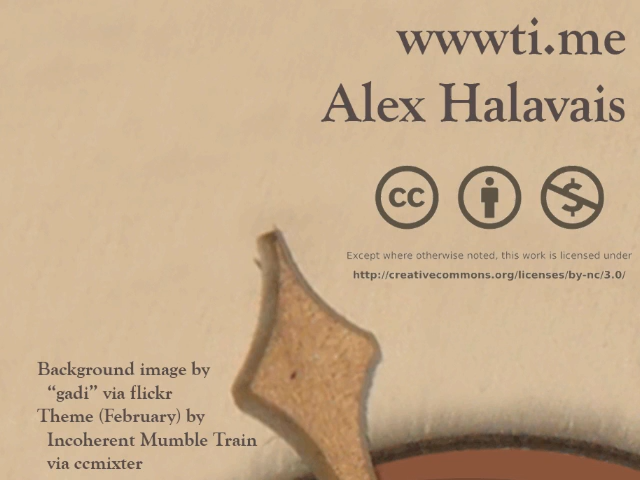 wwwti.me
Alex Halavais
cc
Except where otherwise noted, this work is licensed under
http://creativecommons.org/licenses/by-nc/3.0/
Background image by
“gadi” via flickr
Theme (February) by
Incoherent Mumble Train
via ccmixter